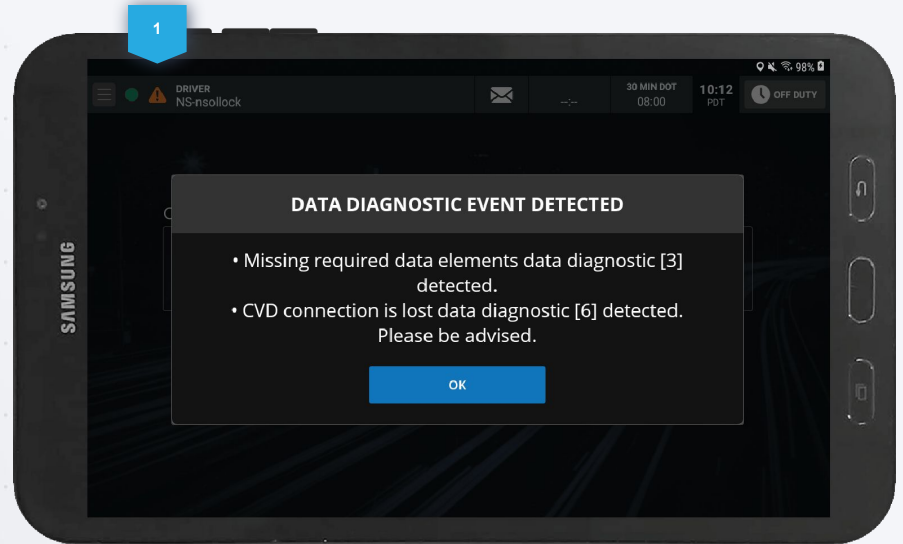 1
98%
DRIVER
NS-nsollock
--:--
30 MIN DOT
08:00
10:12
PDT
OFF DUTY
C
DATA DIAGNOSTIC EVENT DETECTED
• Missing required data elements data diagnostic [3]
detected.
• CVD connection is lost data diagnostic [6] detected.
Please be advised.
OK
SAMSUNG